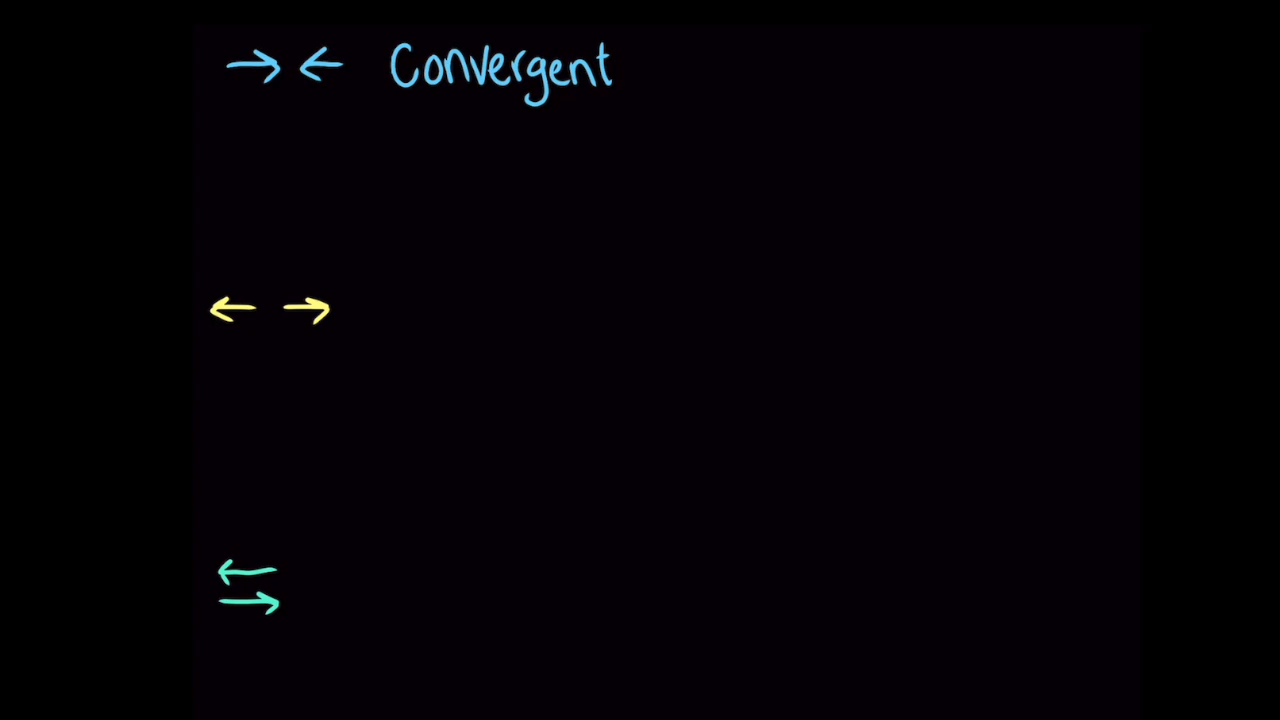 →← Convergent
← →
←
→